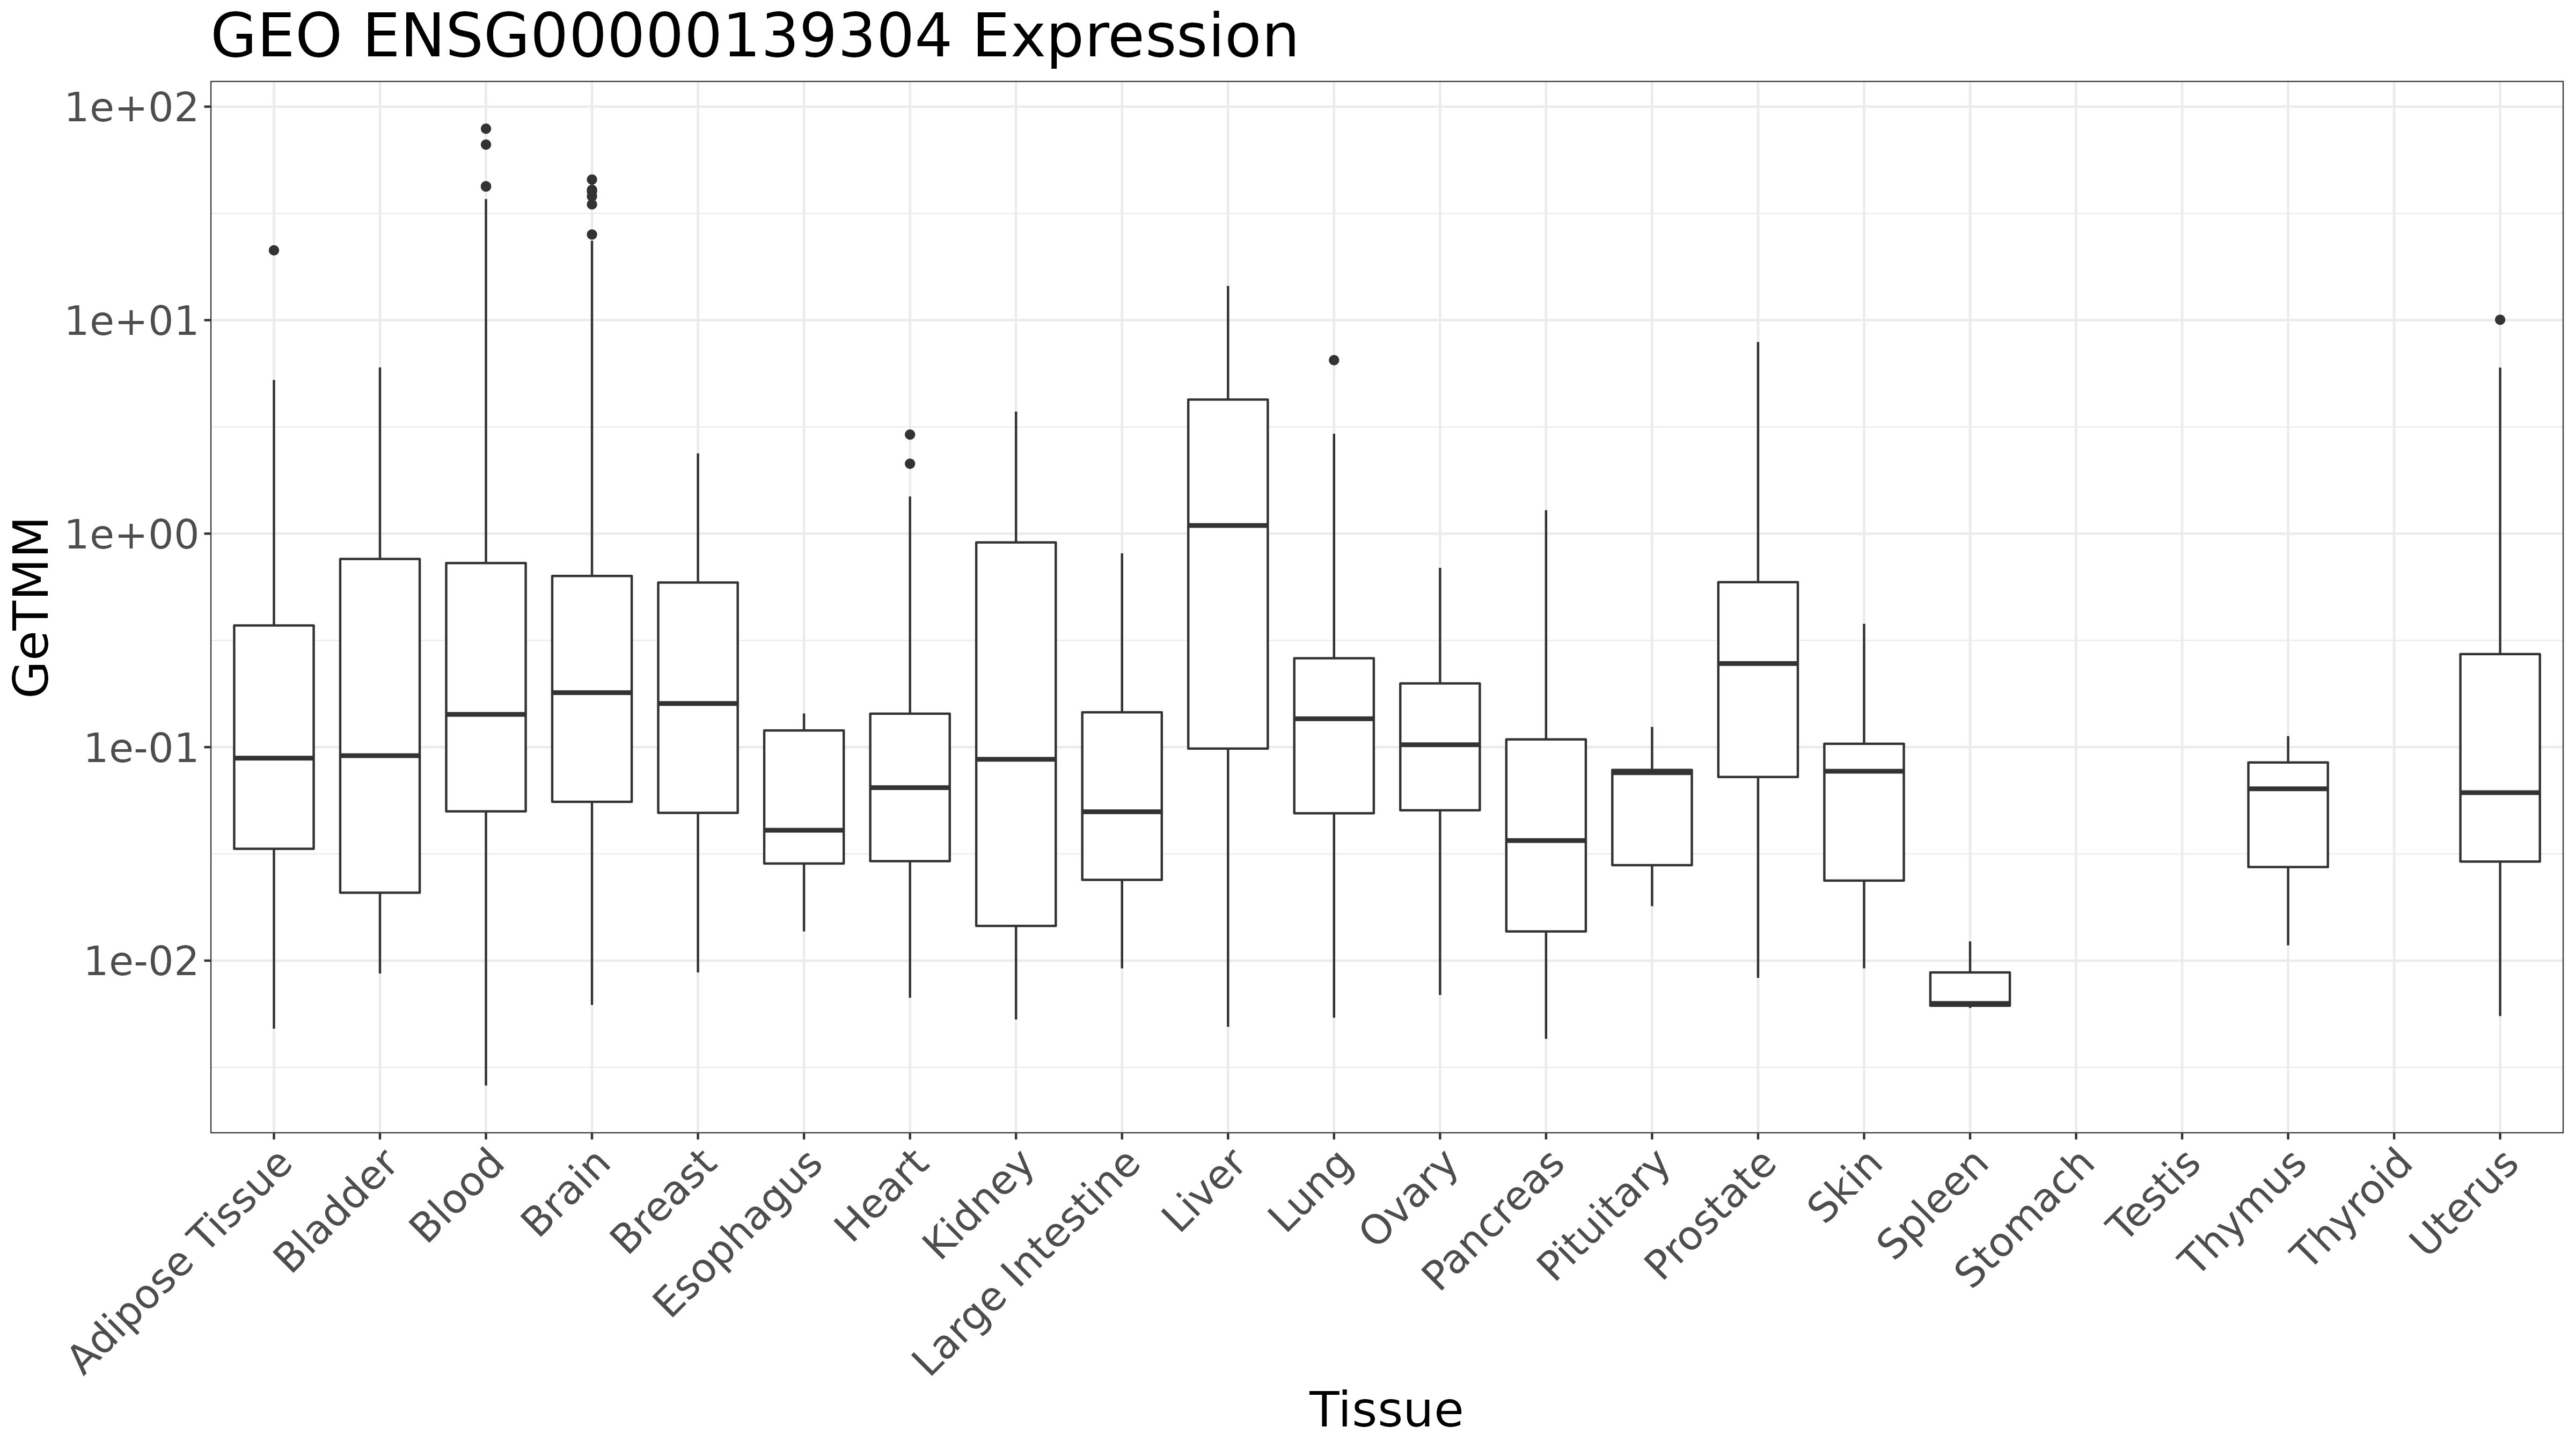 GEO ENSG00000139304 Expression
1e+02
1e+01
1e+00
1e-01
1e-02
GeTMM
Adipose Tissue
Bladder
Blood
Brain
Breast
Esophagus
Heart
Kidney
Large Intestine
Liver
Lung
Ovary
Pancreas
Pituitary
Prostate
Skin
Spleen
Stomach
Testis
Thymus
Thyroid
Uterus
Tissue